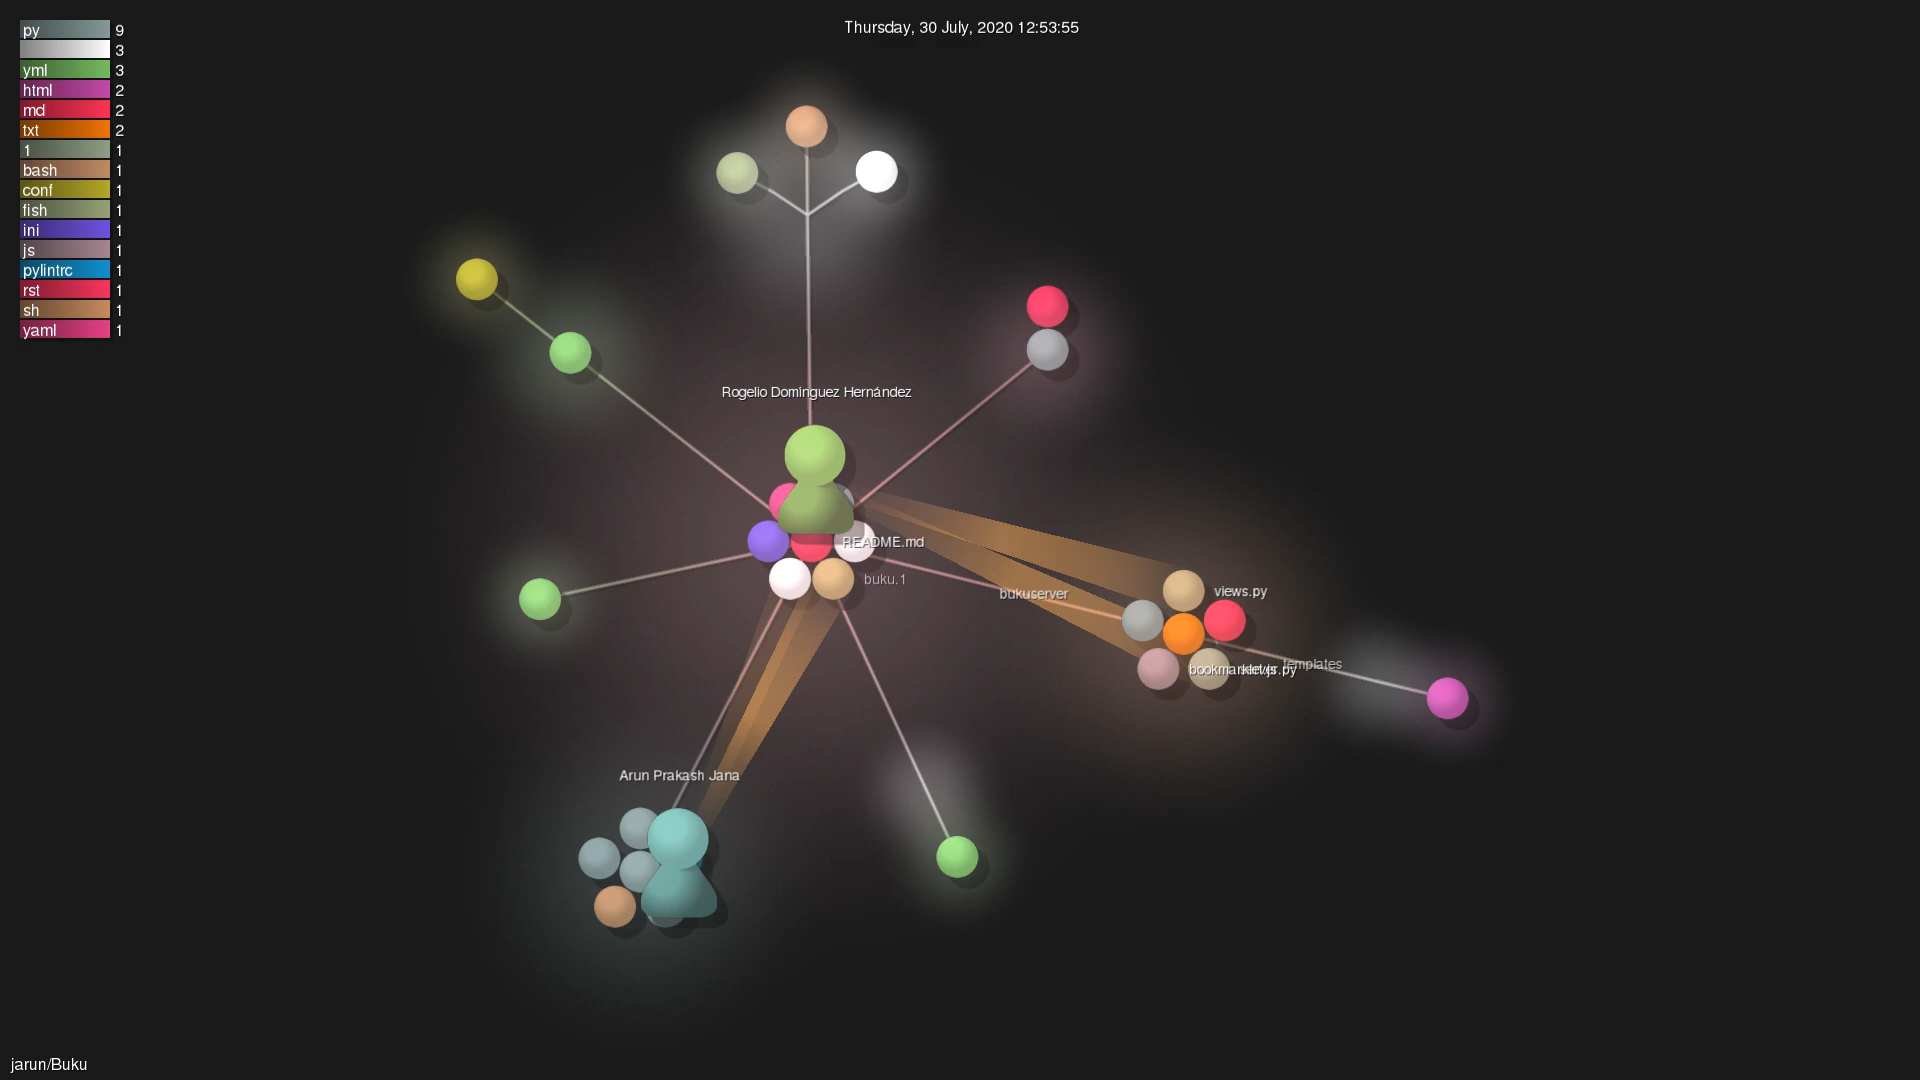 Thursday, 30 July, 2020 12:53:55
py 9
3
yml 3
html 2
md 2
txt 2
1 1
bash 1
conf 1
fish 1
ini 1
js 1
pylintrc 1
rst 1
sh 1
yaml 1
Rogelio Domínguez Hernández
README.md
buku.1
bukuserver
views.py
templates
bookmarklet.js
Arun Prakash Jana
jarun/Buku